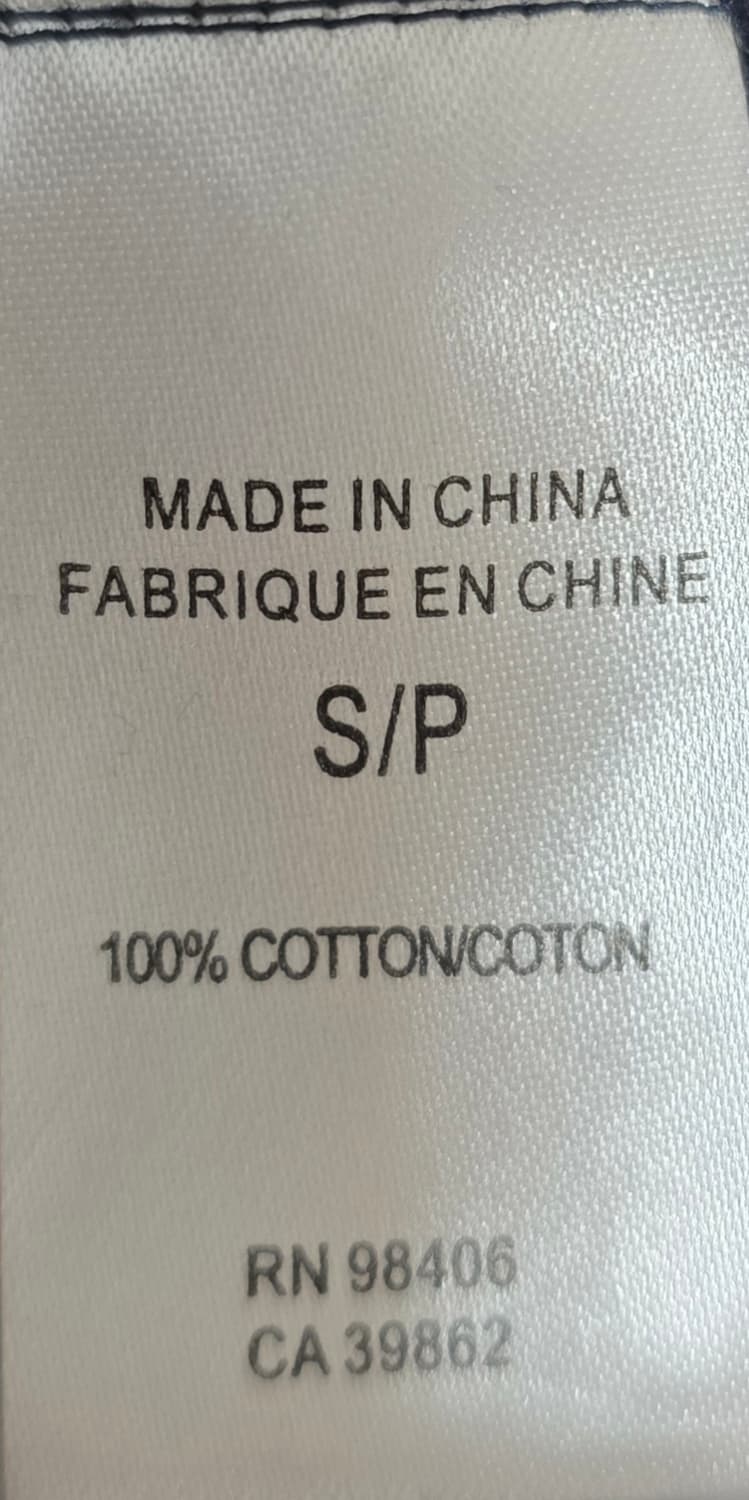 MADE IN CHINA
FABRIQUE EN CHINE
S/P
100% COTTON/COTON
RN 98406
CA 39862